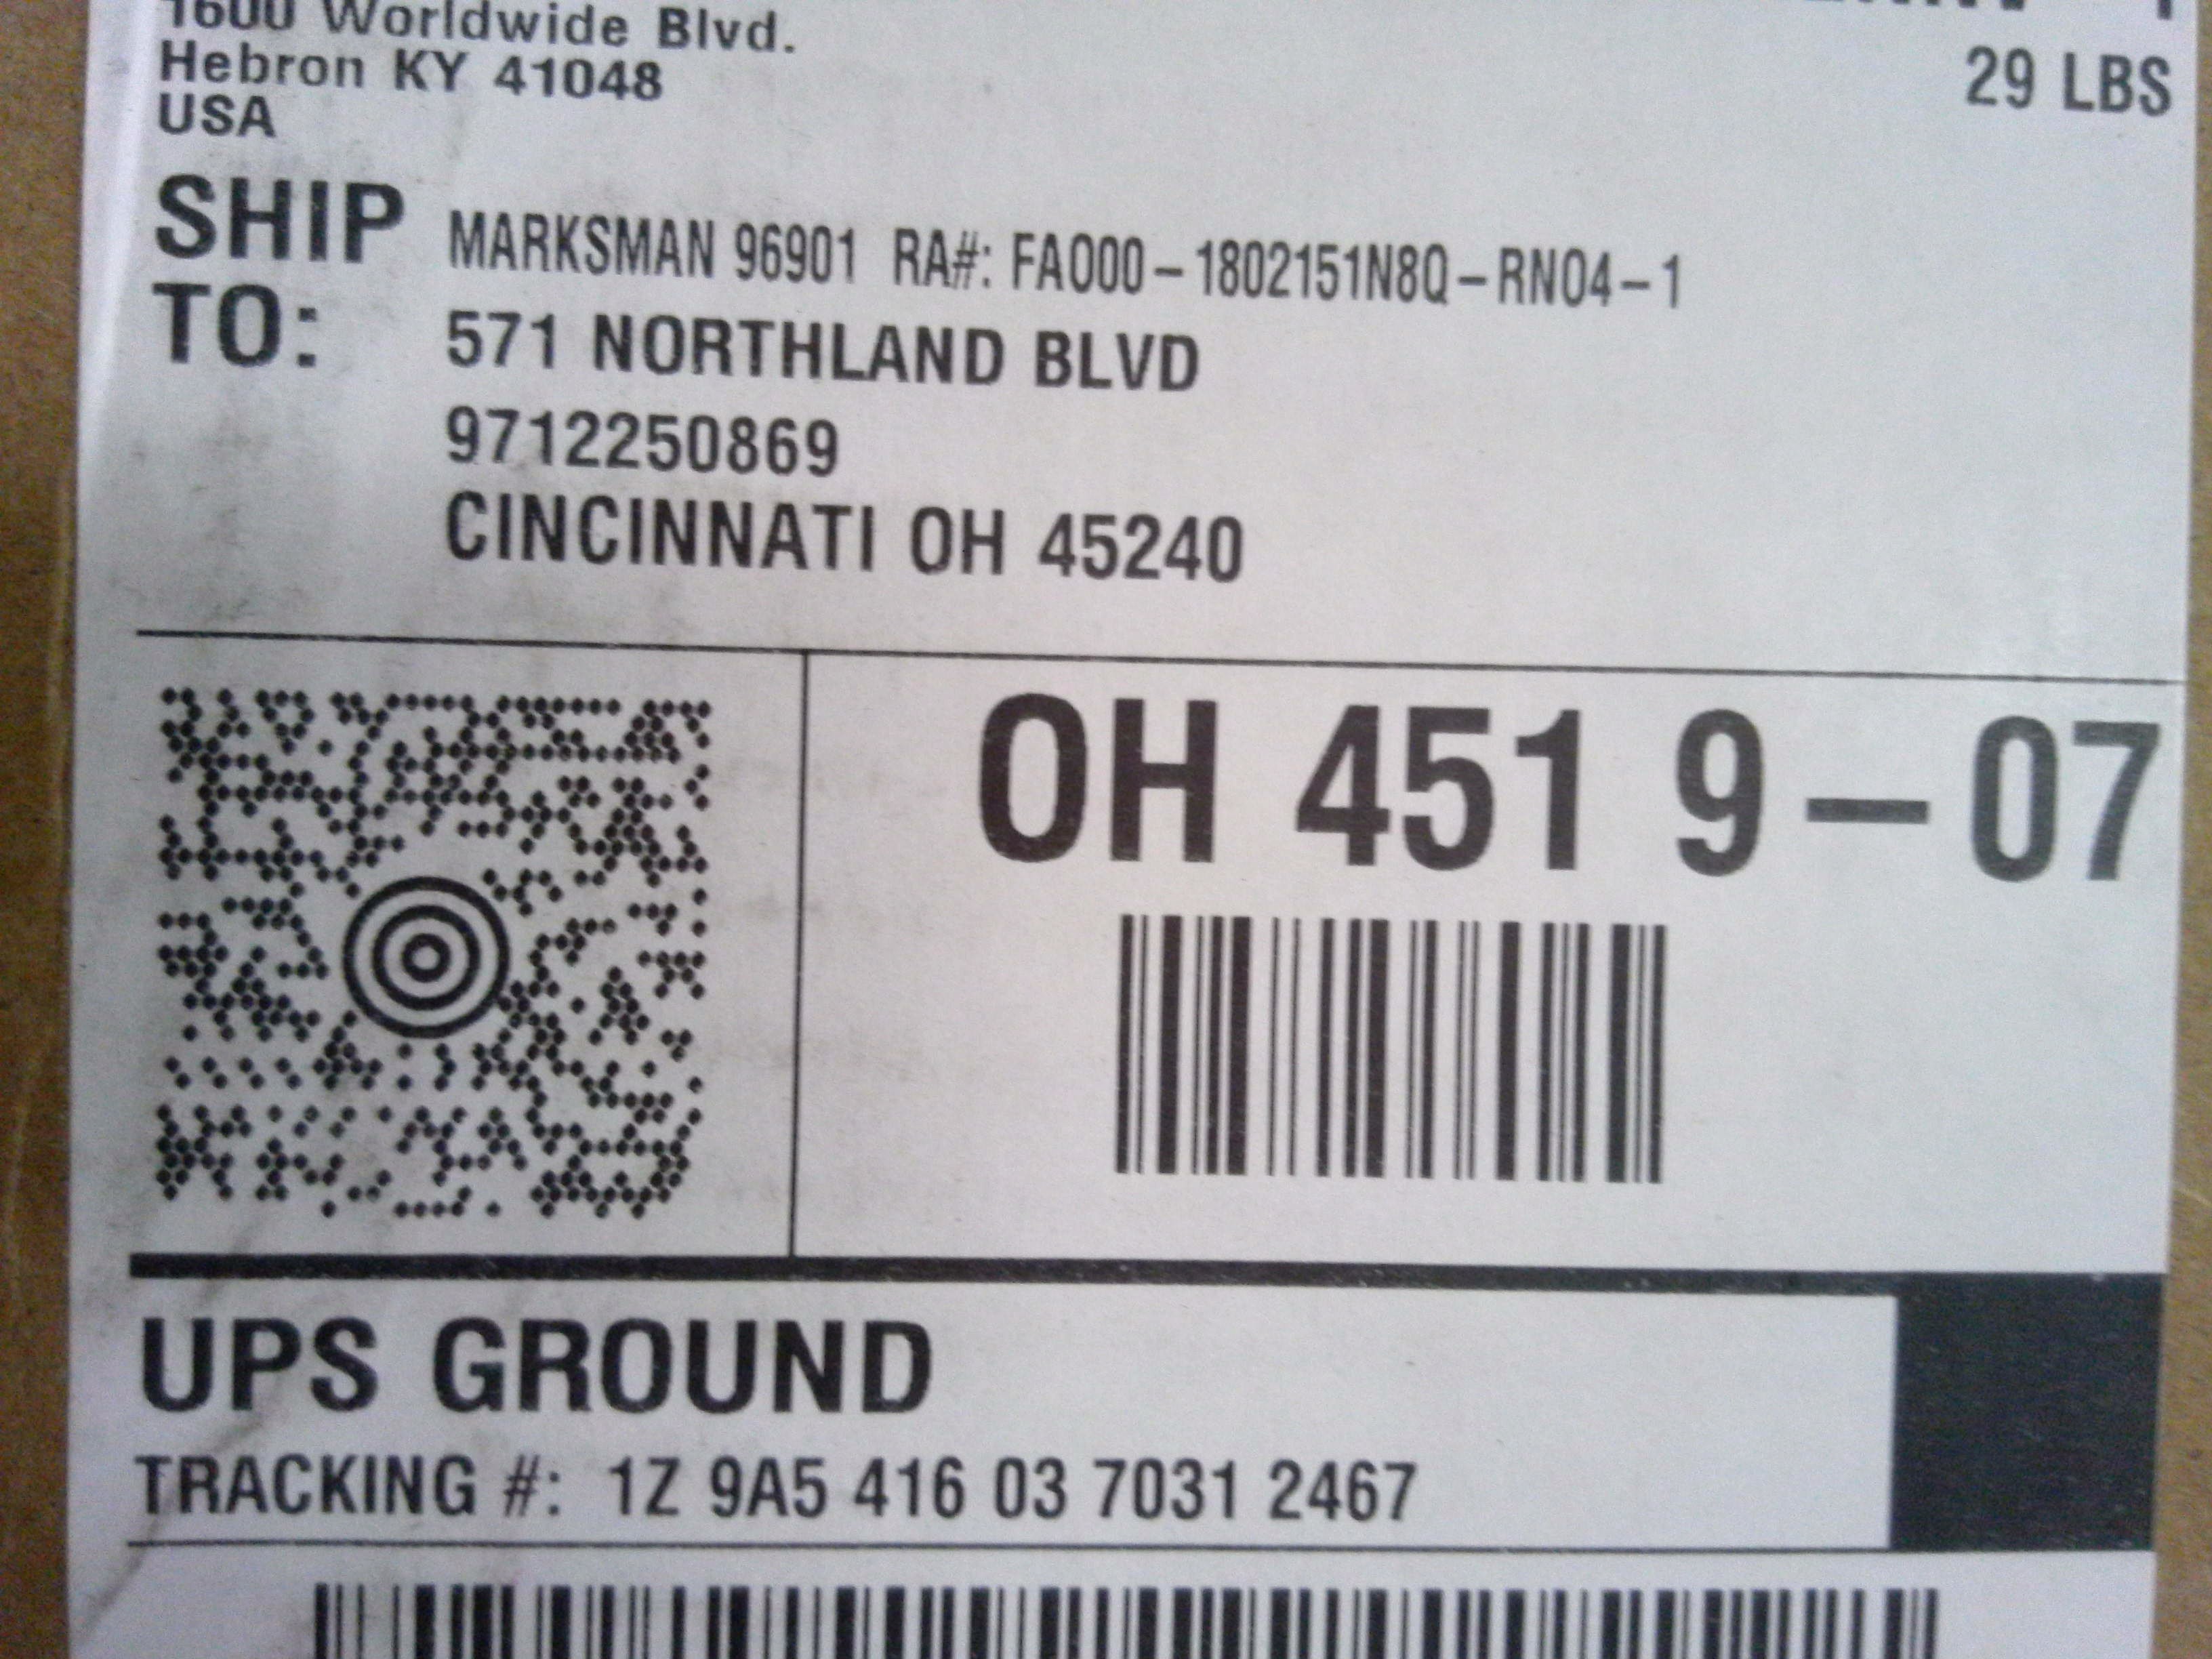 1600 Worldwide Blvd.
Hebron KY 41048
USA
29 LBS
SHIP TO:
MARKSMAN 96901 RA#: FAO00-1802151N8Q-RN04-1
571 NORTHLAND BLVD
9712250869
CINCINNATI OH 45240
OH 451 9-07
UPS GROUND
TRACKING #: 1Z 9A5 416 03 7031 2467